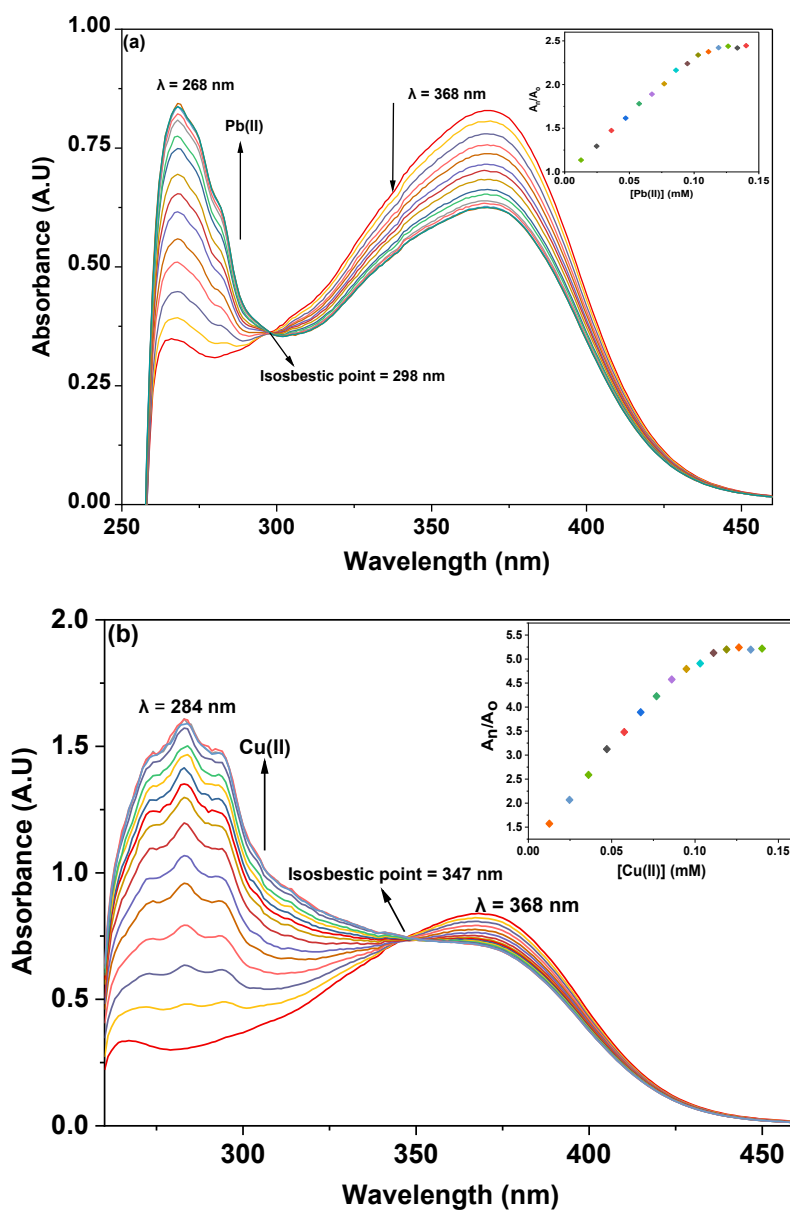 (a)
λ = 268 nm
Pb(II)
λ = 368 nm
Isosbestic point = 298 nm
Absorbance (A.U)
1.00
0.75
0.50
0.25
0.00
250 300 350 400 450
Wavelength (nm)
Aₙ/Aₒ
2.5
2.0
1.5
1.0
0.00 0.05 0.10 0.15
[Pb(II)] (mM)
(b)
λ = 284 nm
Cu(II)
Isosbestic point = 347 nm
λ = 368 nm
Absorbance (A.U)
2.0
1.5
1.0
0.5
0.0
300 350 400 450
Wavelength (nm)
Aₙ/Aₒ
5.5
5.0
4.5
4.0
3.5
3.0
2.5
2.0
1.5
0.00 0.05 0.10 0.15
[Cu(II)] (mM)